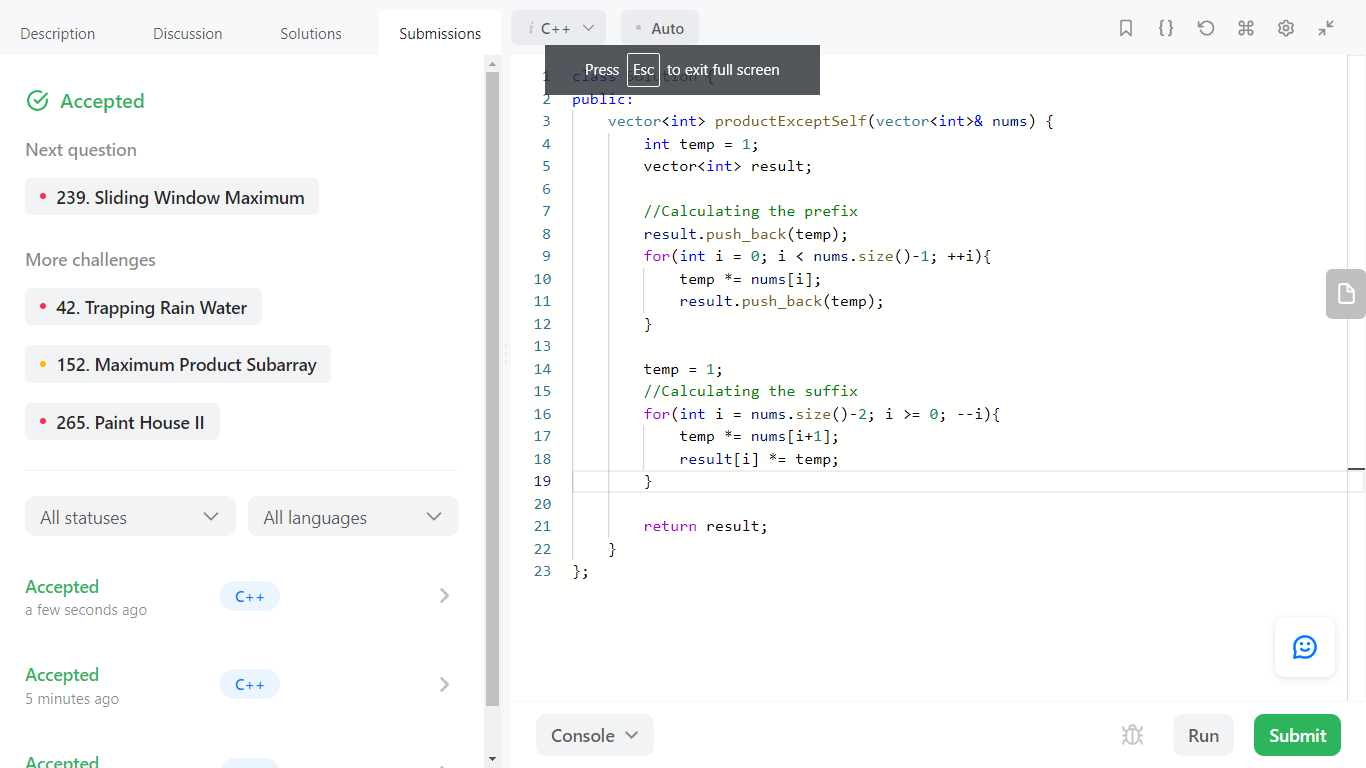 Description Discussion Solutions Submissions
i C++ • Auto
Press Esc to exit full screen
Accepted
Next question
• 239. Sliding Window Maximum
More challenges
• 42. Trapping Rain Water
• 152. Maximum Product Subarray
• 265. Paint House II
All statuses All languages
Accepted C++
a few seconds ago
Accepted C++
5 minutes ago
Accepted
1 class Solution {
2 public:
3 vector<int> productExceptSelf(vector<int>& nums) {
4 int temp = 1;
5 vector<int> result;
6
7 //Calculating the prefix
8 result.push_back(temp);
9 for(int i = 0; i < nums.size()-1; ++i){
10 temp *= nums[i];
11 result.push_back(temp);
12 }
13
14 temp = 1;
15 //Calculating the suffix
16 for(int i = nums.size()-2; i >= 0; --i){
17 temp *= nums[i+1];
18 result[i] *= temp;
19 }
20
21 return result;
22 }
23 };
Console Run Submit